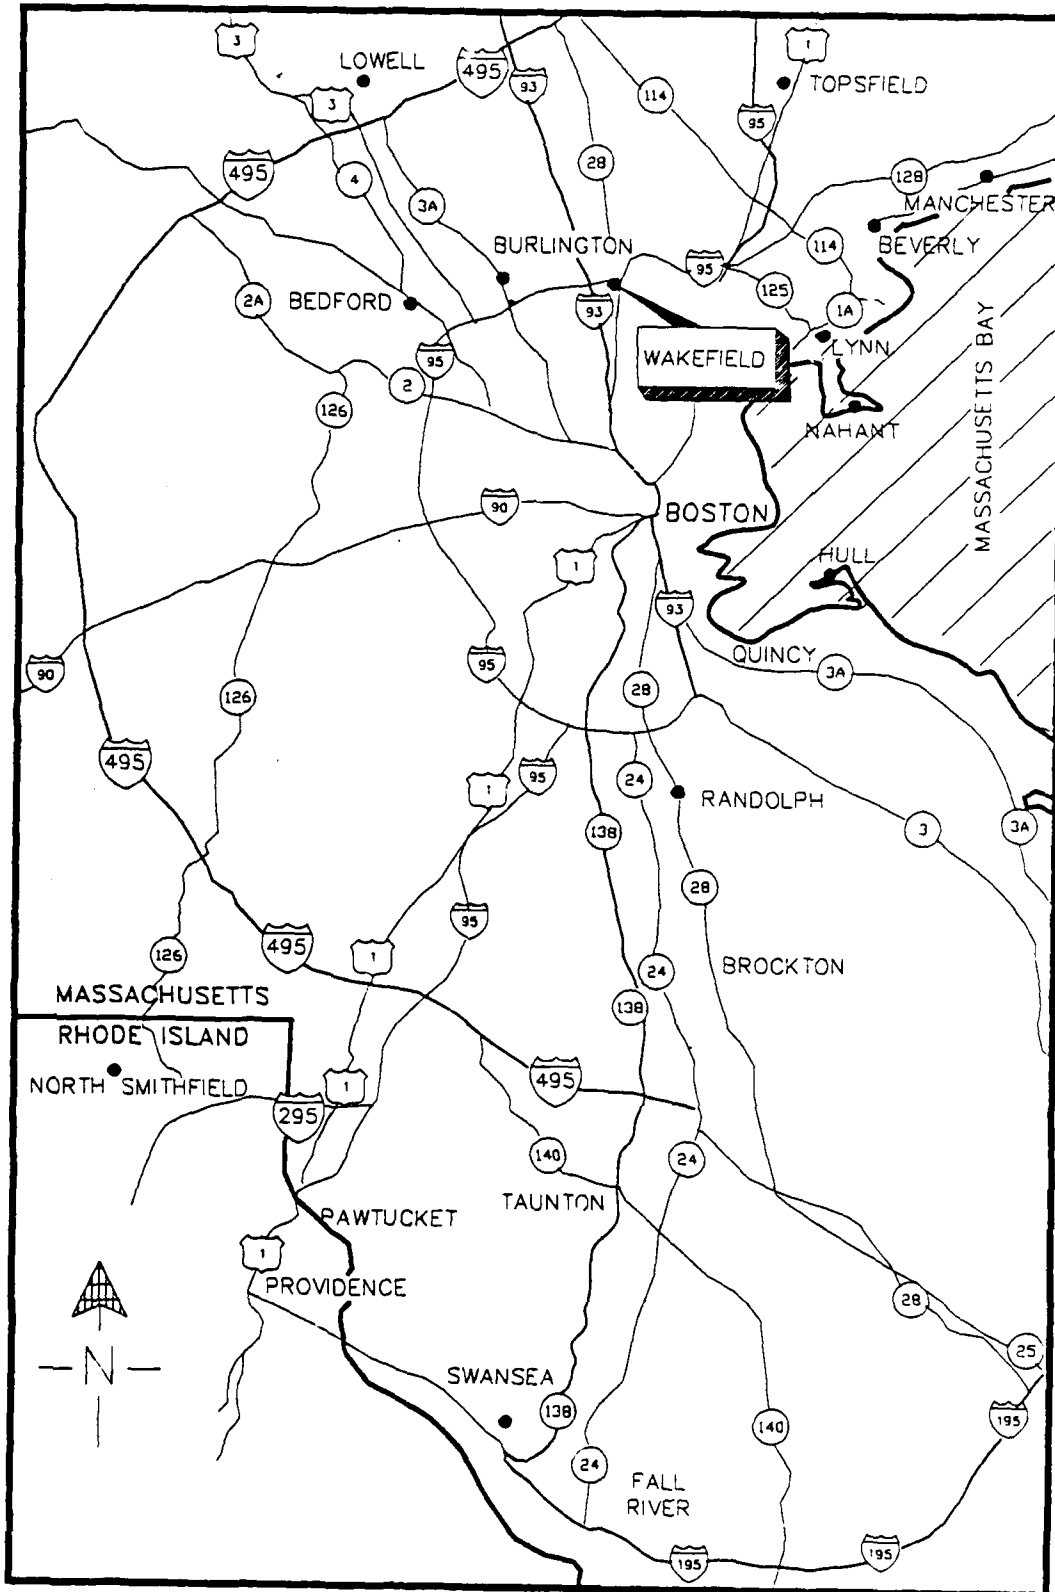 3
1
LOWELL
495
93
TOPSFIELD
3
114
95
28
128
495
4
MANCHESTER
3A
BURLINGTON
114
BEVERLY
95
125
2A
BEDFORD
93
1A
LYNN
95
WAKEFIELD
2
126
NAHANT
MASSACHUSETTS BAY
90
BOSTON
1
HULL
93
QUINCY
95
3A
90
28
126
495
95
24
1
RANDOLPH
138
3
3A
28
95
495
1
126
BROCKTON
24
MASSACHUSETTS
138
RHODE ISLAND
NORTH SMITHFIELD
1
495
295
140
24
TAUNTON
PAWTUCKET
1
PROVIDENCE
28
N
25
SWANSEA
138
195
140
24
FALL
RIVER
195
195